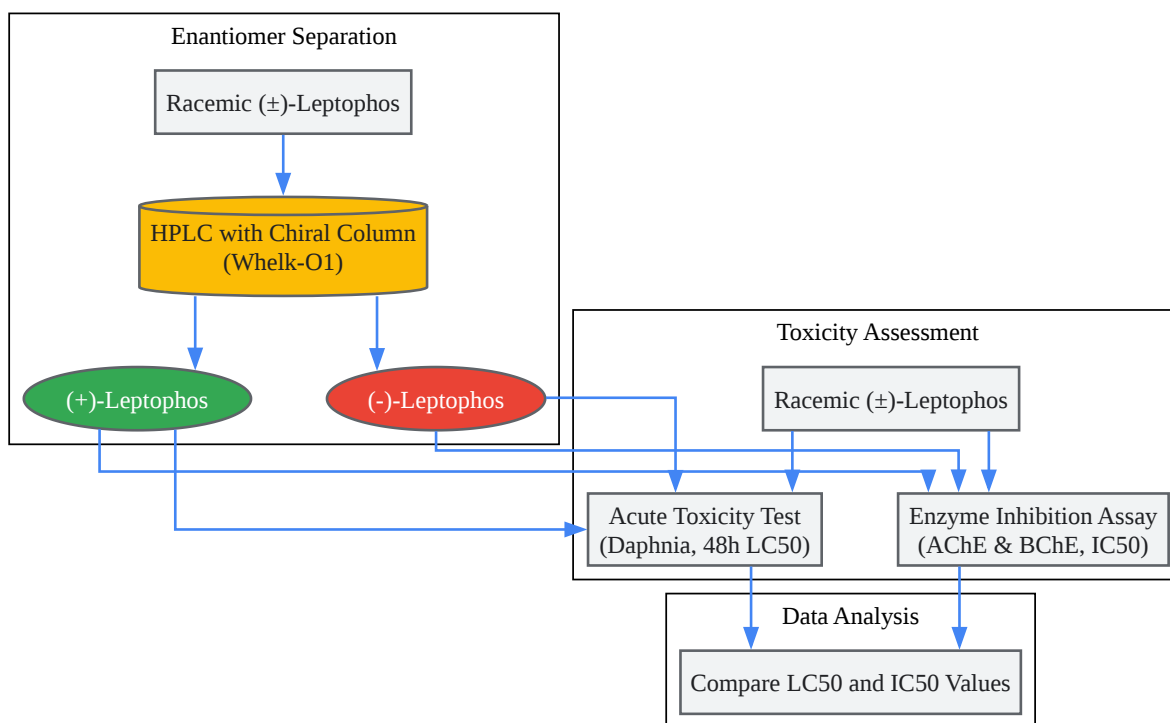 Enantiomer Separation
Racemic (±)-Leptophos
HPLC with Chiral Column
(Whelk-O1)
(+)-Leptophos
(-)-Leptophos
Toxicity Assessment
Racemic (±)-Leptophos
Acute Toxicity Test
(Daphnia, 48h LC50)
Enzyme Inhibition Assay
(AChE & BChE, IC50)
Data Analysis
Compare LC50 and IC50 Values